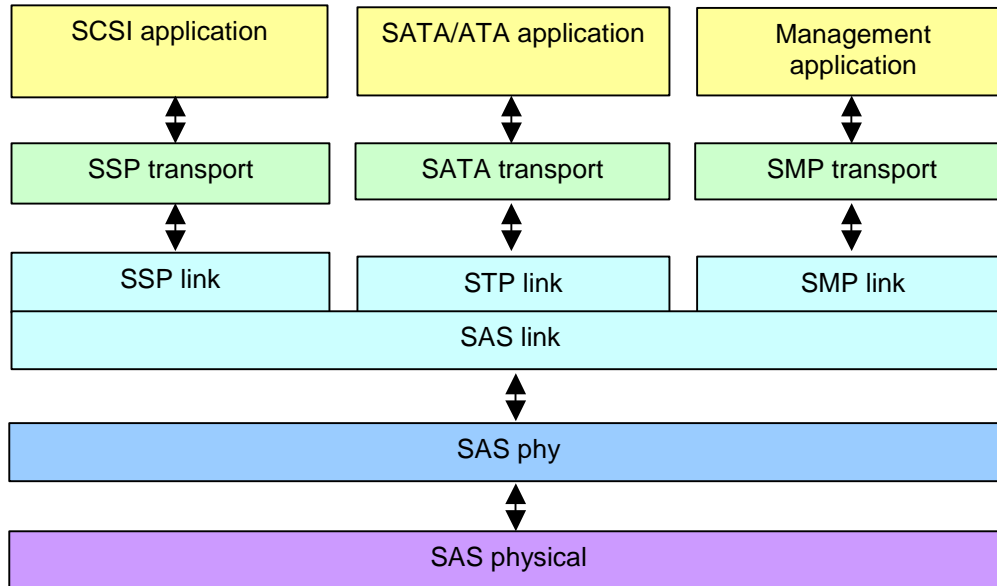 SCSI application
SATA/ATA application
Management
application
SSP transport
SATA transport
SMP transport
SSP link
STP link
SMP link
SAS link
SAS phy
SAS physical